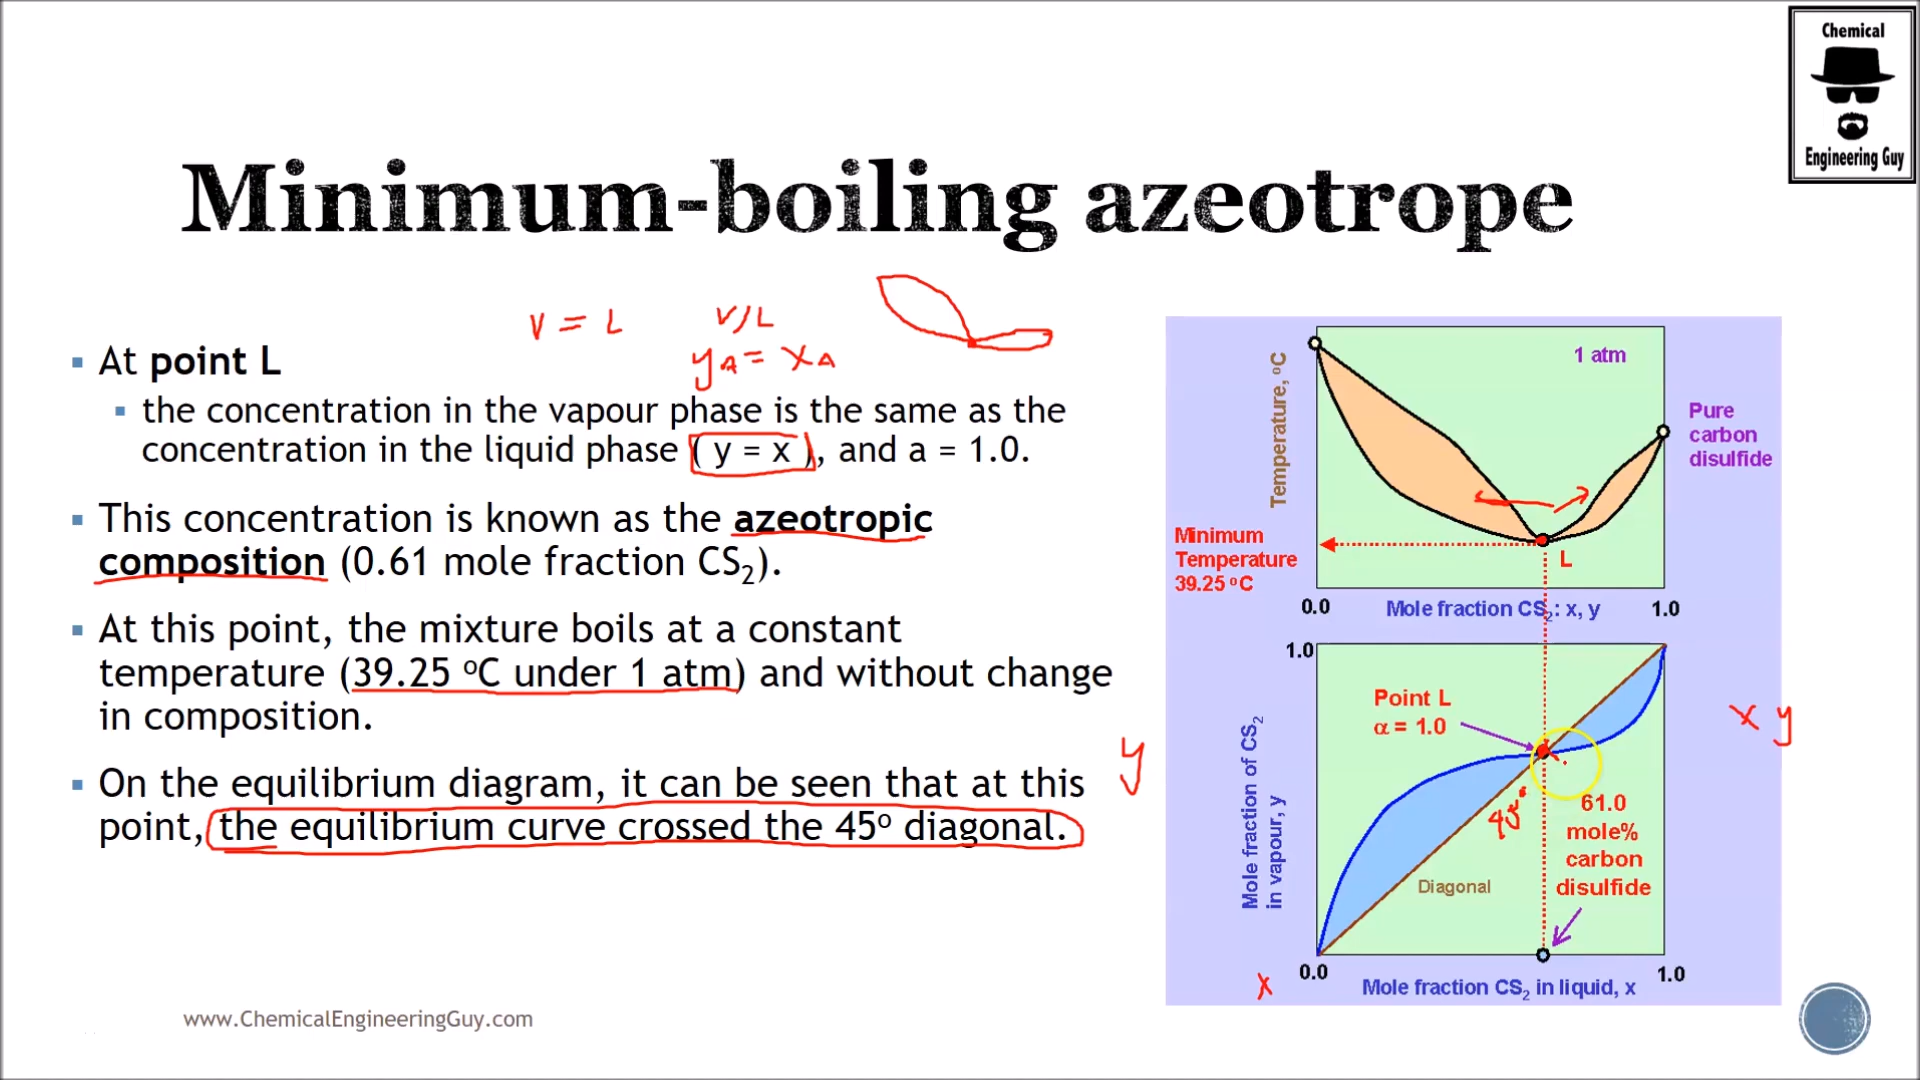 Chemical
Engineering Guy
Minimum-boiling azeotrope
V = L
V/L
yA = xA
▪ At point L
▪ the concentration in the vapour phase is the same as the
concentration in the liquid phase ( y = x ), and a = 1.0.
▪ This concentration is known as the azeotropic
composition (0.61 mole fraction CS₂).
▪ At this point, the mixture boils at a constant
temperature (39.25 ºC under 1 atm) and without change
in composition.
▪ On the equilibrium diagram, it can be seen that at this
point, the equilibrium curve crossed the 45º diagonal.
y
Temperature, ºC
1 atm
Pure
carbon
disulfide
Minimum
Temperature
39.25 ºC
L
0.0
Mole fraction CS₂: x, y
1.0
1.0
Mole fraction of CS₂
in vapour, y
Point L
α = 1.0
x y
45°
61.0
mole%
carbon
disulfide
Diagonal
x
0.0
Mole fraction CS₂ in liquid, x
1.0
www.ChemicalEngineeringGuy.com